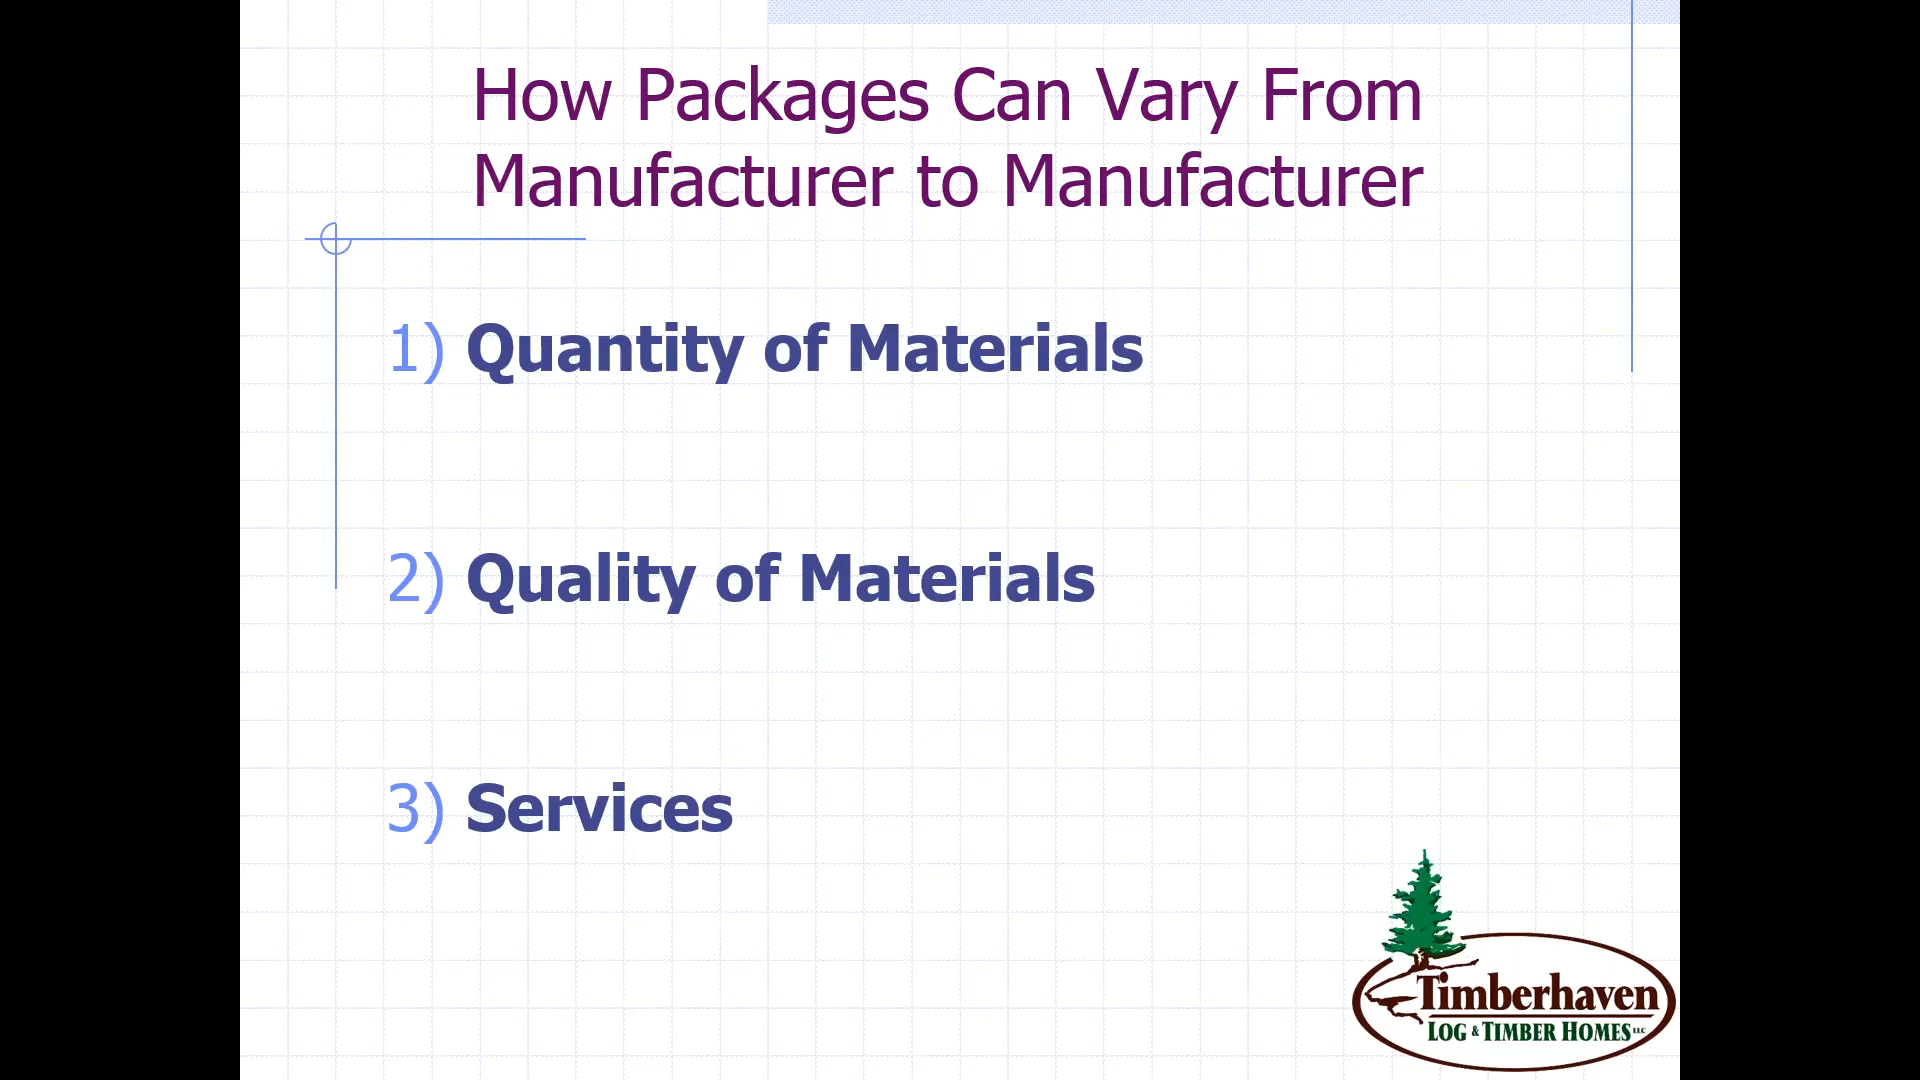 How Packages Can Vary From
Manufacturer to Manufacturer
1) Quantity of Materials
2) Quality of Materials
3) Services
Timberhaven
LOG & TIMBER HOMES LLC